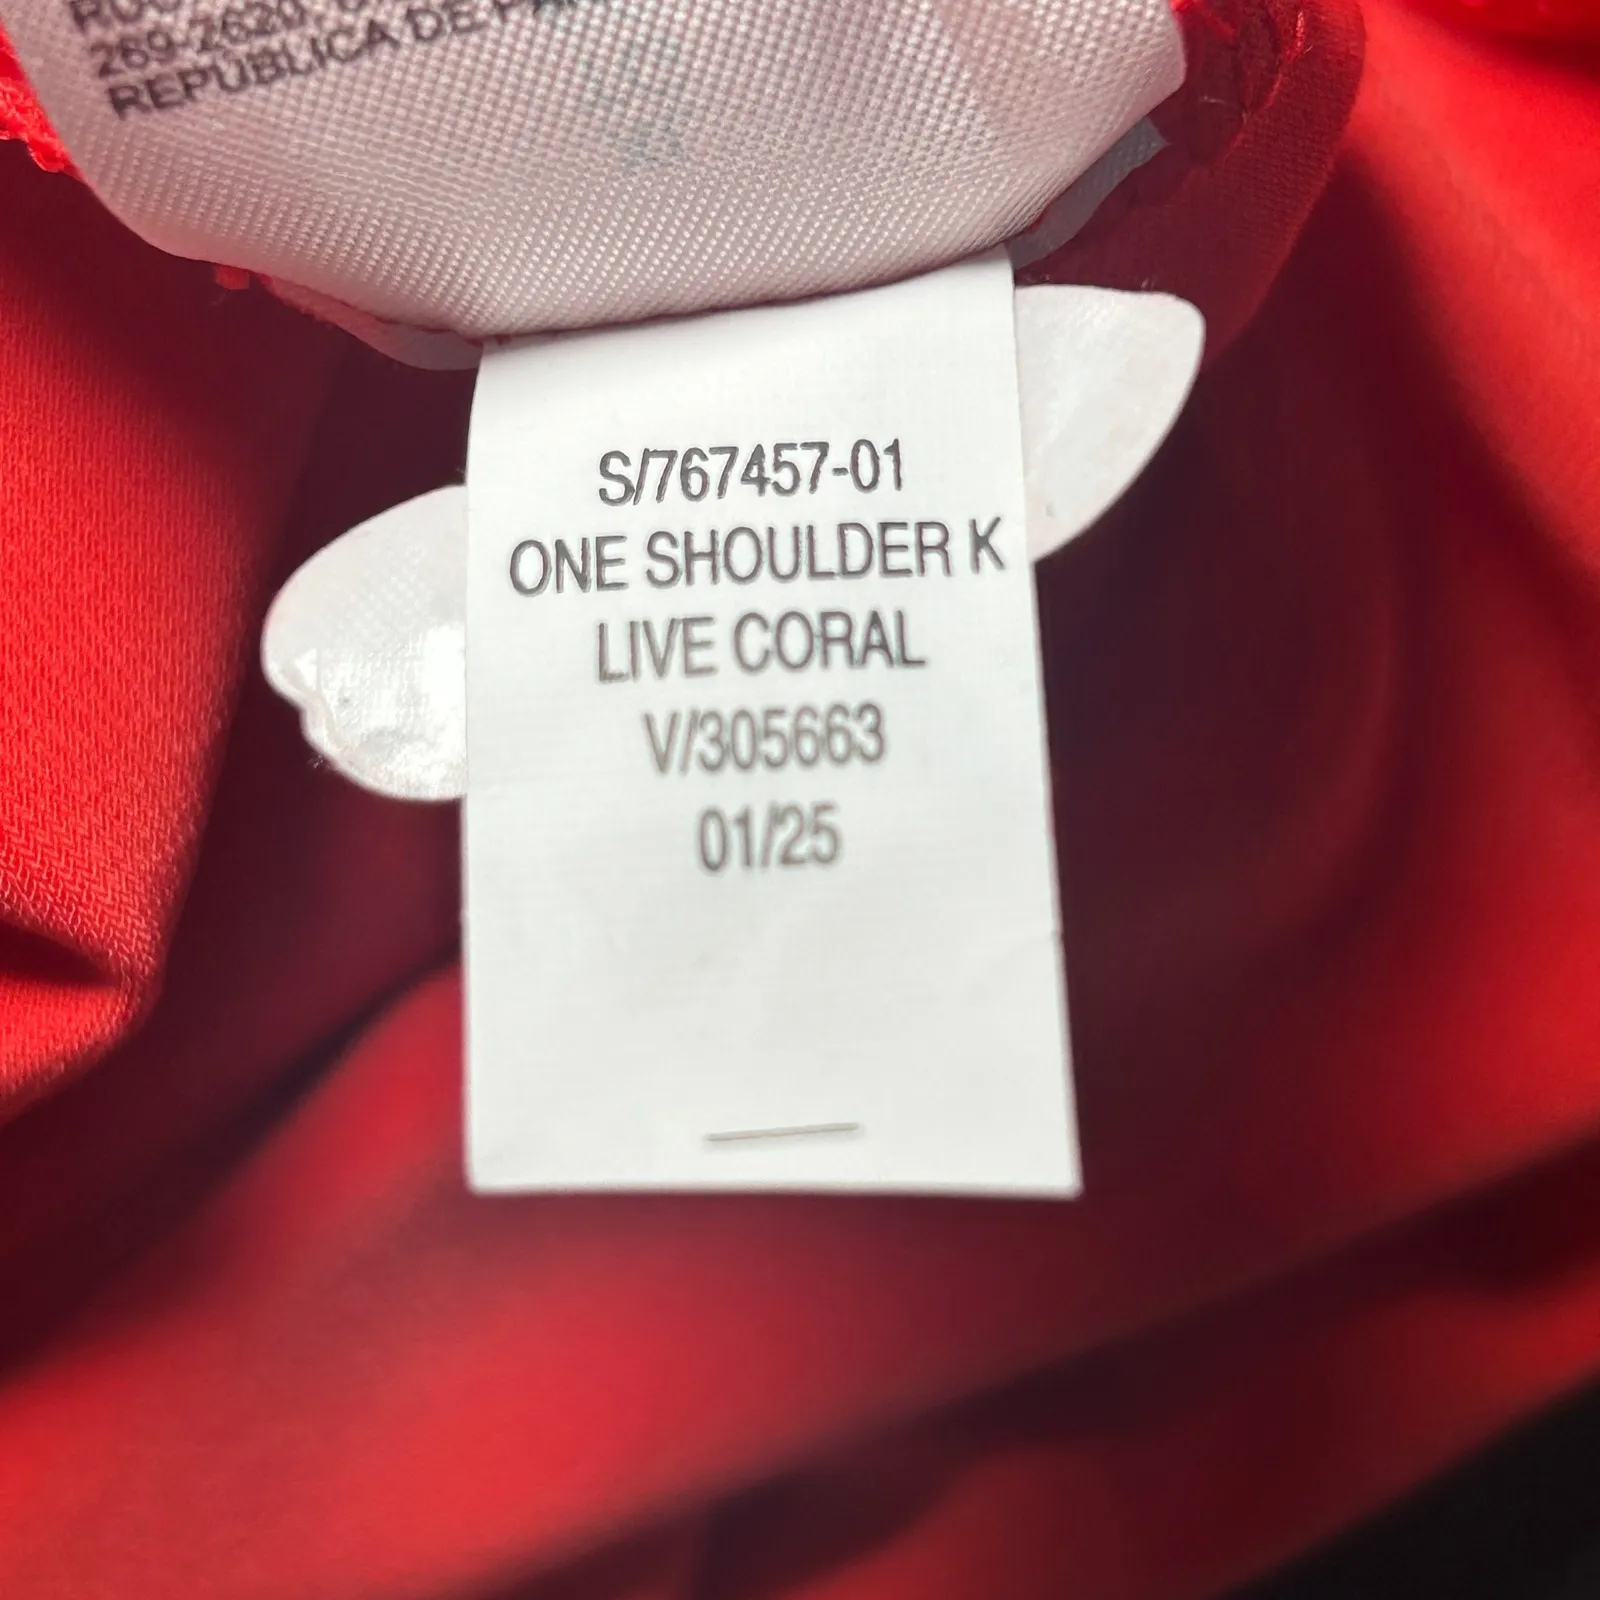 269-2620
REPÚBLICA DE
S/767457-01
ONE SHOULDER K
LIVE CORAL
V/305663
01/25